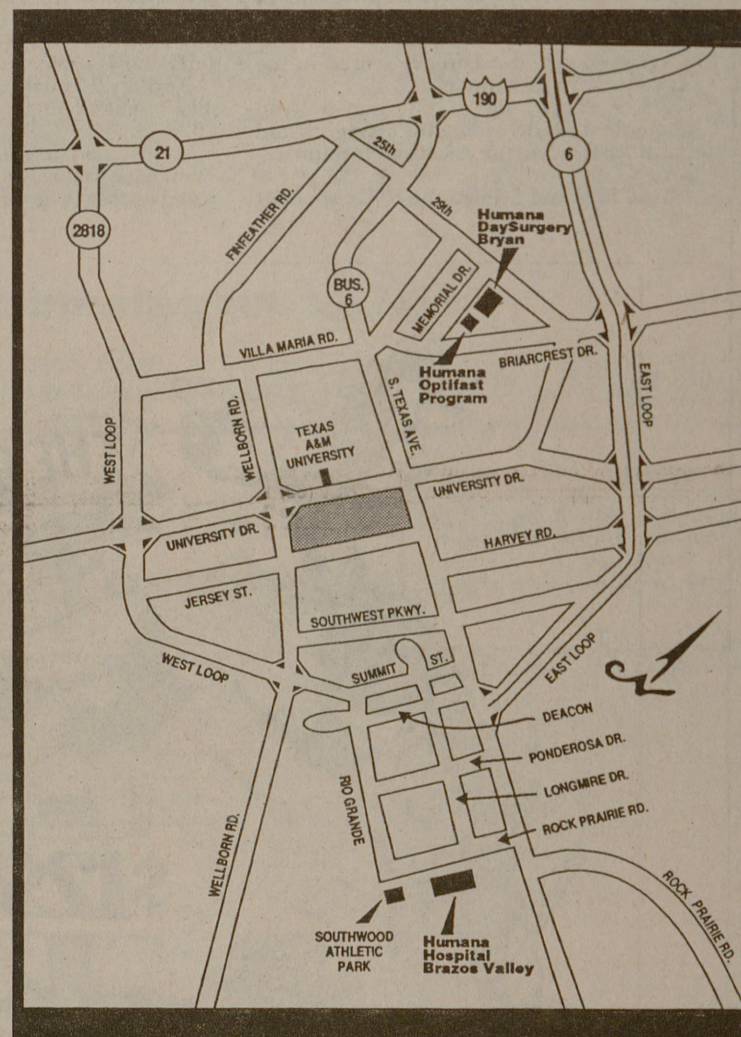 190
21
6
25th
29th
2818
FINFEATHER RD.
Humana
DaySurgery
Bryan
BUS.
6
MEMORIAL DR.
VILLA MARIA RD.
BRIARCREST DR.
Humana
Optifast
Program
S. TEXAS AVE.
EAST LOOP
WEST LOOP
WELLBORN RD.
TEXAS
A&M
UNIVERSITY
UNIVERSITY DR.
UNIVERSITY DR.
HARVEY RD.
JERSEY ST.
SOUTHWEST PKWY.
WEST LOOP
SUMMIT ST.
EAST LOOP
DEACON
PONDEROSA DR.
LONGMIRE DR.
ROCK PRAIRIE RD.
RIO GRANDE
WELLBORN RD.
ROCK PRAIRIE RD.
SOUTHWOOD
ATHLETIC
PARK
Humana
Hospital
Brazos Valley